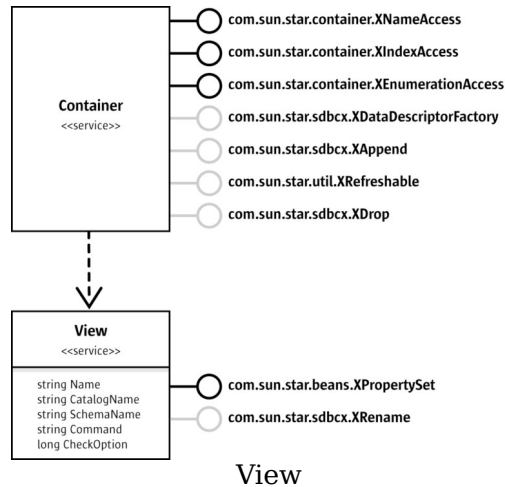 com.sun.star.container.XNameAccess
com.sun.star.container.XIndexAccess
com.sun.star.container.XEnumerationAccess
Container
<<service>>
com.sun.star.sdbcx.XDataDescriptorFactory
com.sun.star.sdbcx.XAppend
com.sun.star.util.XRefreshable
com.sun.star.sdbcx.XDrop
View
<<service>>
string Name
string CatalogName
string SchemaName
string Command
long CheckOption
com.sun.star.beans.XPropertySet
com.sun.star.sdbcx.XRename
View